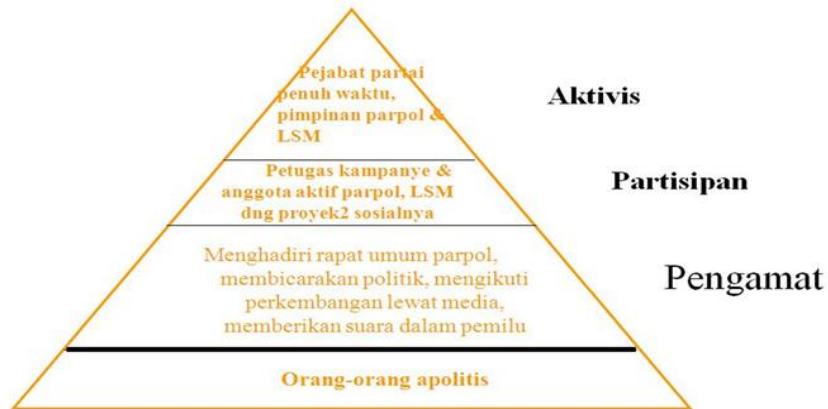 Pejabat partai
penuh waktu,
pimpinan parpol &
LSM
Aktivis
Petugas kampanye &
anggota aktif parpol, LSM
dng proyek2 sosialnya
Partisipan
Menghadiri rapat umum parpol,
membicarakan politik, mengikuti
perkembangan lewat media,
memberikan suara dalam pemilu
Pengamat
Orang-orang apolitis